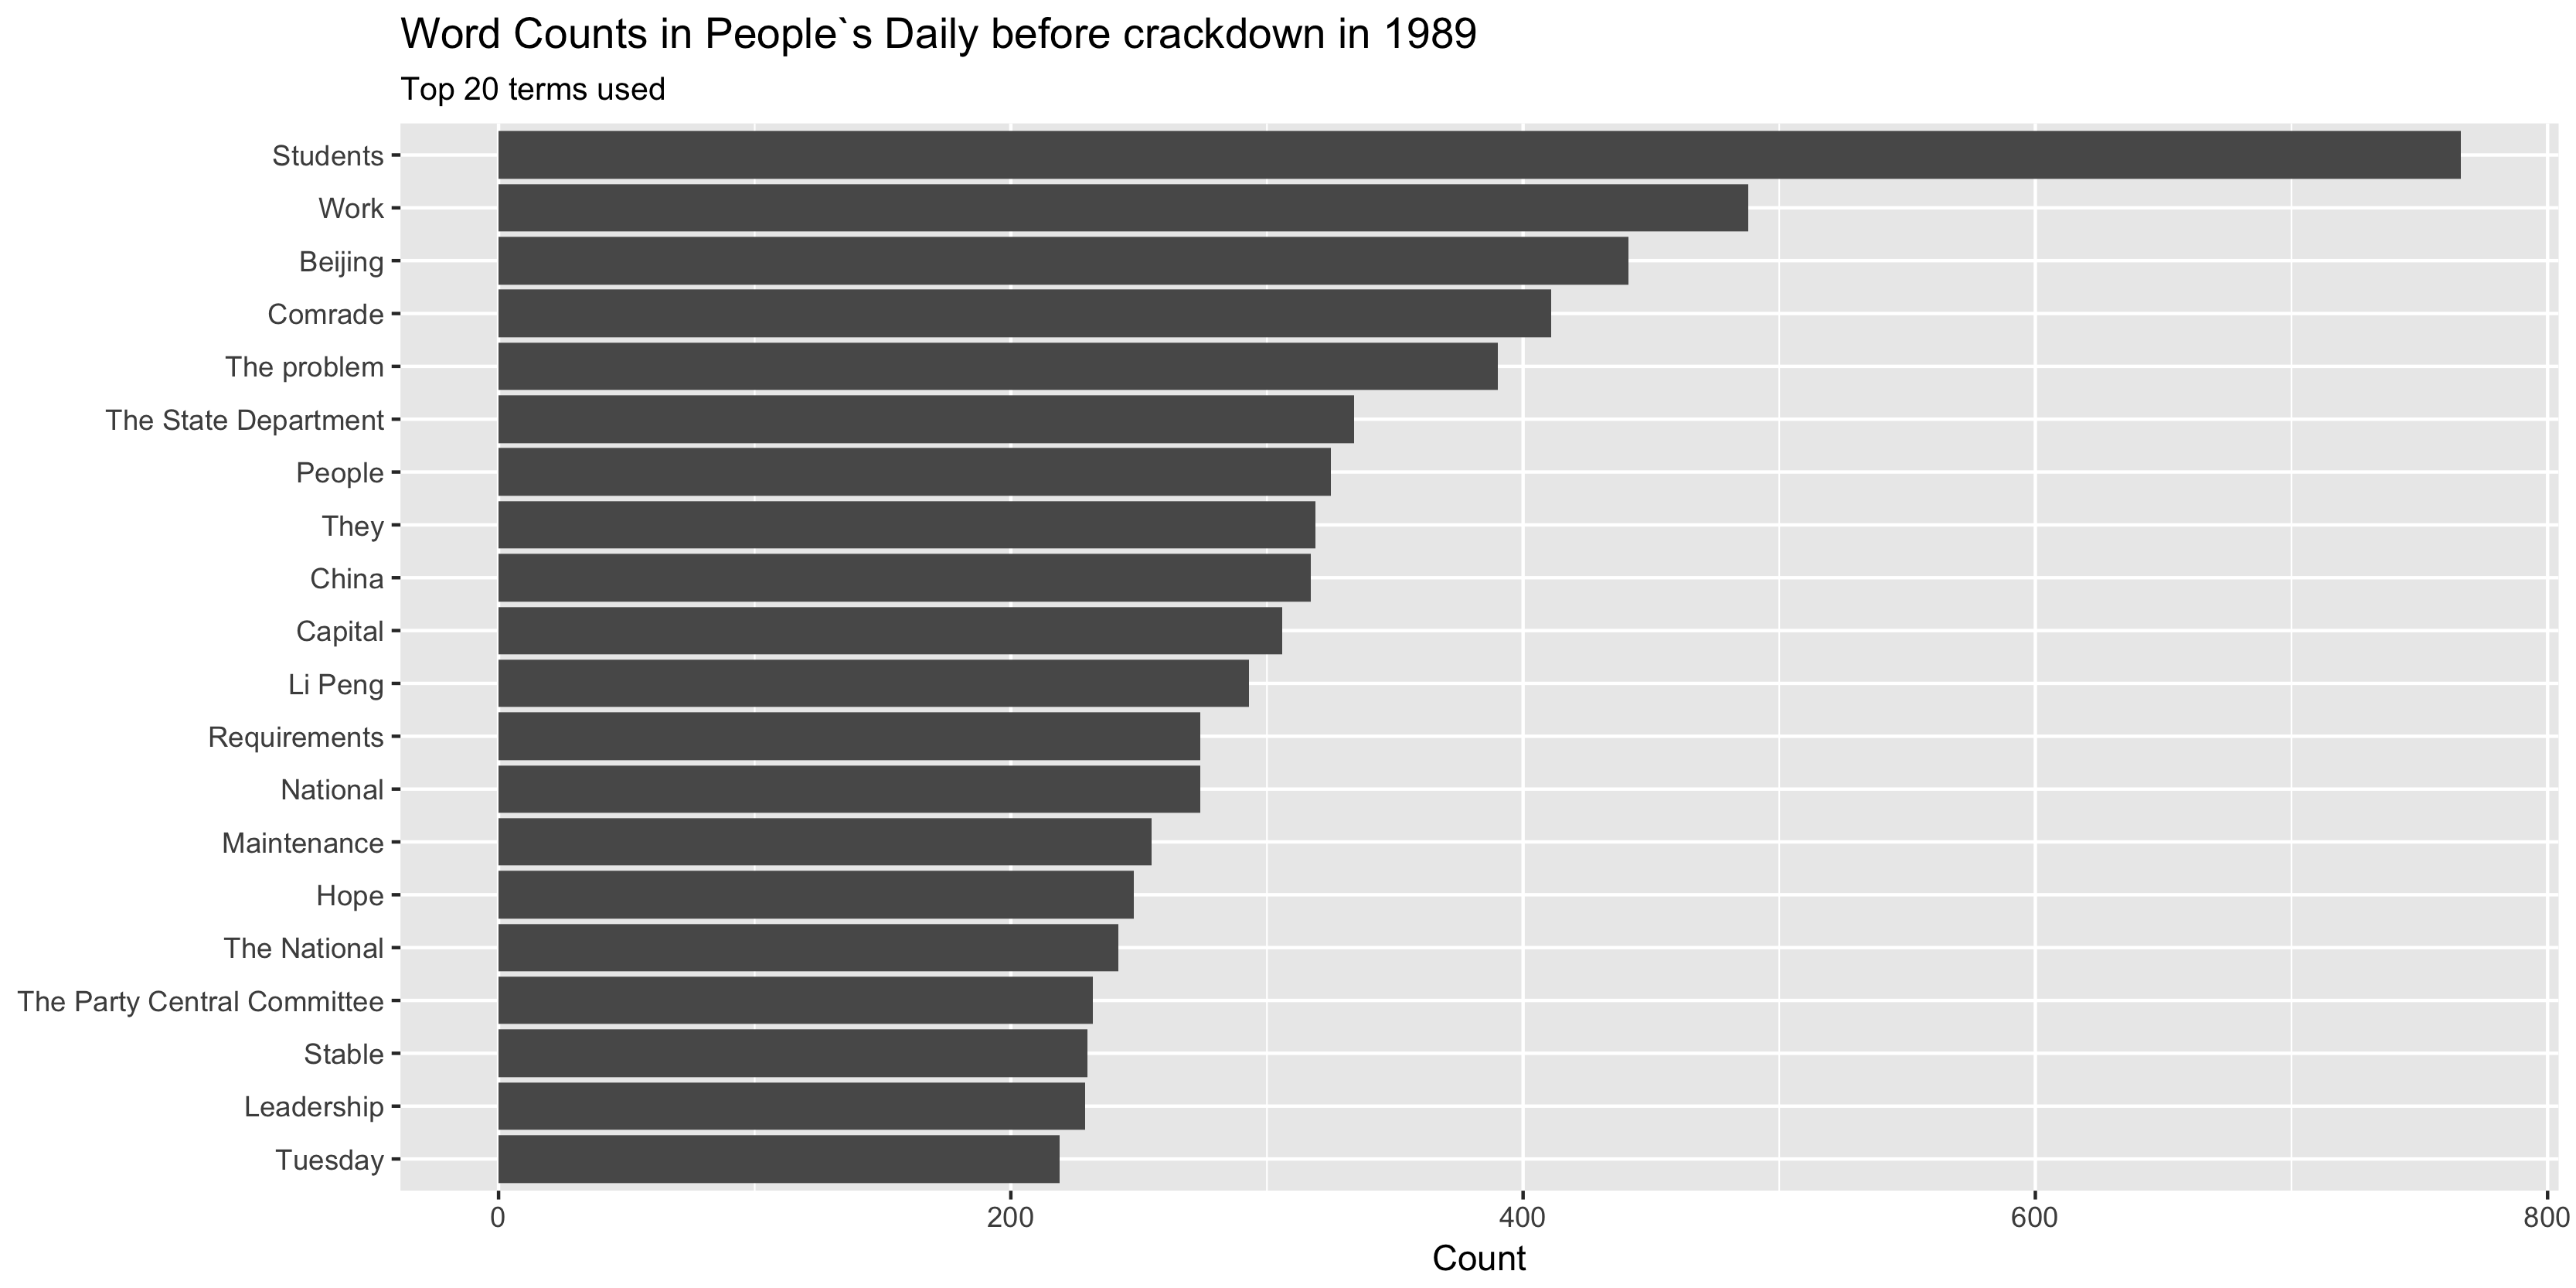 Word Counts in People`s Daily before crackdown in 1989
Top 20 terms used
Students
Work
Beijing
Comrade
The problem
The State Department
People
They
China
Capital
Li Peng
Requirements
National
Maintenance
Hope
The National
The Party Central Committee
Stable
Leadership
Tuesday
0 200 400 600 800
Count